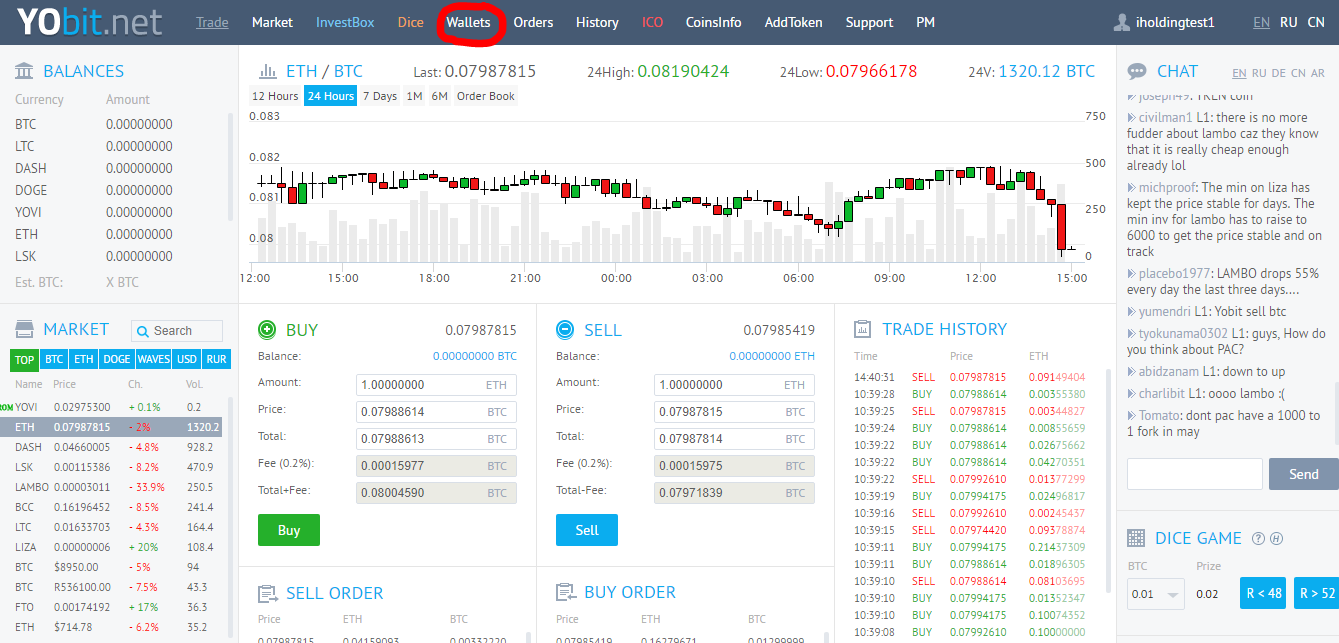 YObit.net Trade Market InvestBox Dice Wallets Orders History ICO CoinsInfo AddToken Support PM iholdingtest1 EN RU CN
BALANCES
Currency Amount
BTC 0.00000000
LTC 0.00000000
DASH 0.00000000
DOGE 0.00000000
YOVI 0.00000000
ETH 0.00000000
LSK 0.00000000
Est. BTC: X BTC
MARKET Search
TOP BTC ETH DOGE WAVES USD RUR
Name Price Ch. Vol.
YOVI 0.02975300 + 0.1% 0.2
ETH 0.07987815 - 2% 1320.2
DASH 0.04660005 - 4.8% 928.2
LSK 0.00115386 - 8.2% 470.9
LAMBO 0.00003011 - 33.9% 250.5
BCC 0.16196452 - 8.5% 241.4
LTC 0.01633703 - 4.3% 164.4
LIZA 0.00000006 + 20% 108.4
BTC $8950.00 - 5% 94
BTC R536100.00 - 7.5% 43.3
FTO 0.00174192 + 17% 36.3
ETH $714.78 - 6.2% 35.2
ETH / BTC Last: 0.07987815 24High: 0.08190424 24Low: 0.07966178 24V: 1320.12 BTC
12 Hours 24 Hours 7 Days 1M 6M Order Book
0.083 750
0.082 500
0.081 250
0.08 0
12:00 15:00 18:00 21:00 00:00 03:00 06:00 09:00 12:00 15:00
BUY 0.07987815
Balance: 0.00000000 BTC
Amount: 1.00000000 ETH
Price: 0.07988614 BTC
Total: 0.07988613 BTC
Fee (0.2%): 0.00015977 BTC
Total+Fee: 0.08004590 BTC
Buy
SELL 0.07985419
Balance: 0.00000000 ETH
Amount: 1.00000000 ETH
Price: 0.07987815 BTC
Total: 0.07987814 BTC
Fee (0.2%): 0.00015975 BTC
Total-Fee: 0.07971839 BTC
Sell
SELL ORDER
Price ETH BTC
0.07987815 0.04159093 0.00332220
BUY ORDER
Price ETH BTC
0.07985419 0.16279671 0.01299999
TRADE HISTORY
Time Price ETH
14:40:31 SELL 0.07987815 0.09149404
10:39:28 BUY 0.07988614 0.00355380
10:39:25 SELL 0.07987815 0.00344827
10:39:24 BUY 0.07988614 0.00855659
10:39:22 BUY 0.07988614 0.02675662
10:39:22 BUY 0.07988614 0.04270351
10:39:22 SELL 0.07992610 0.01377299
10:39:19 BUY 0.07994175 0.02496817
10:39:16 SELL 0.07992610 0.00245437
10:39:15 SELL 0.07974420 0.09378874
10:39:11 BUY 0.07994175 0.21437309
10:39:11 BUY 0.07988614 0.01896305
10:39:10 SELL 0.07988614 0.08103695
10:39:10 BUY 0.07994175 0.01352347
10:39:10 BUY 0.07994175 0.10074352
10:39:08 BUY 0.07992610 0.10000000
CHAT EN RU DE CN AR
joseph49: TREN coin
civilman1 L1: there is no more
fudder about lambo caz they know
that it is really cheap enough
already lol
michproof: The min on liza has
kept the price stable for days. The
min inv for lambo has to raise to
6000 to get the price stable and on
track
placebo1977: LAMBO drops 55%
every day the last three days....
yumendri L1: Yobit sell btc
tyokunama0302 L1: guys, How do
you think about PAC?
abidzanam L1: down to up
charlibit L1: oooo lambo :(
Tomato: dont pac have a 1000 to
1 fork in may
Send
DICE GAME ? H
BTC Prize
0.01 0.02 R < 48 R > 52